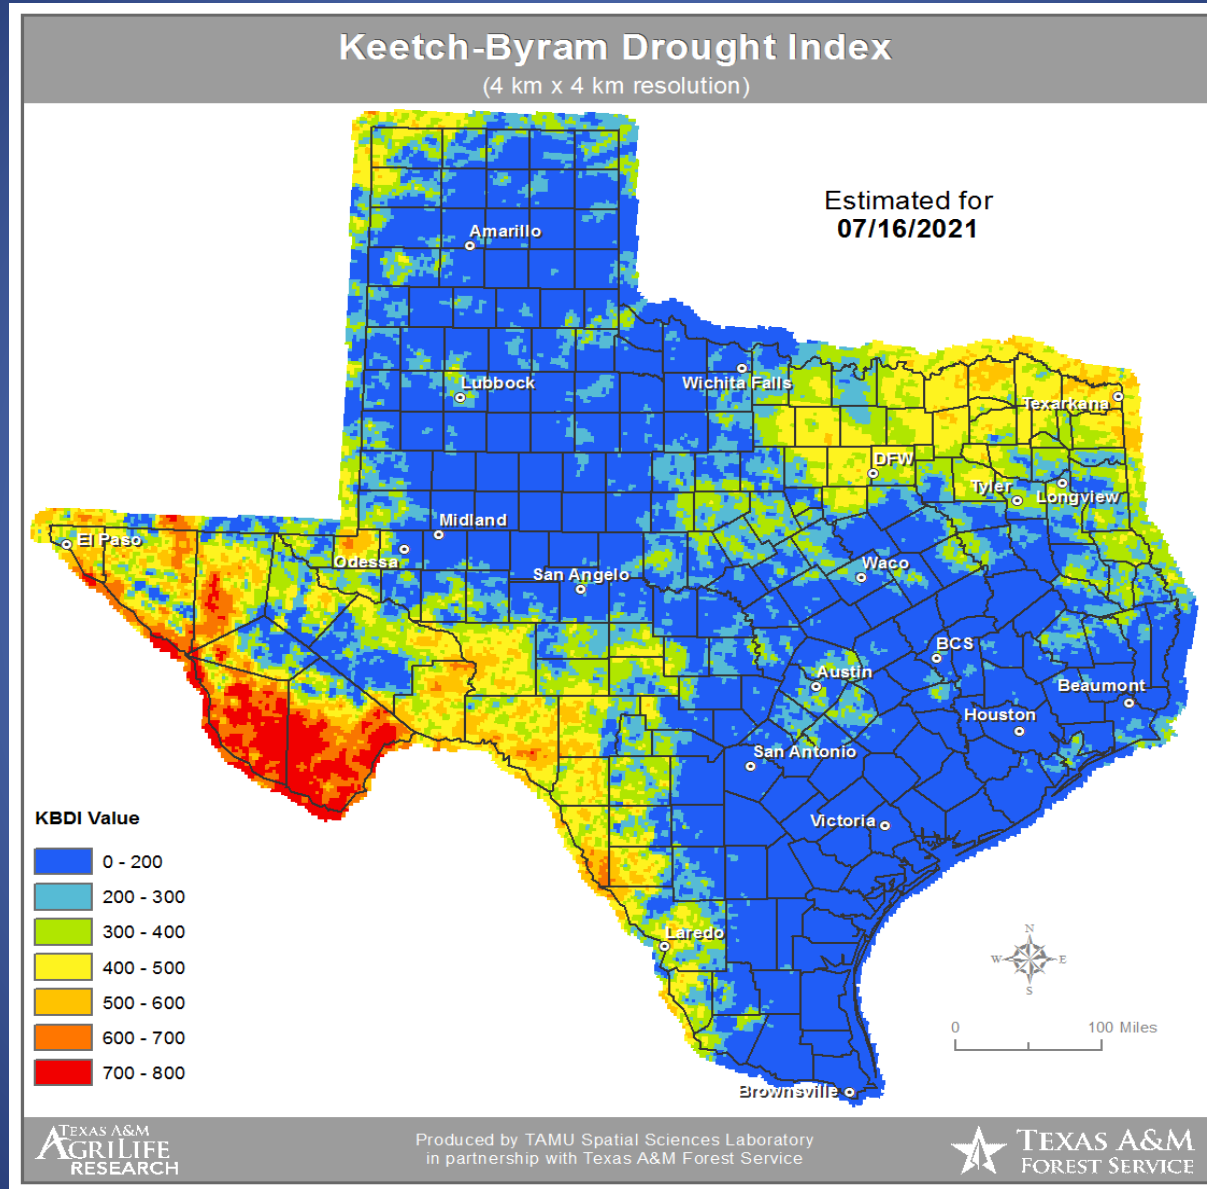 Keetch-Byram Drought Index
(4 km x 4 km resolution)
Estimated for
07/16/2021
Amarillo
Lubbock
Wichita Falls
Texarkana
DFW
Tyler
Longview
Midland
El Paso
Odessa
San Angelo
Waco
BCS
Austin
Beaumont
Houston
San Antonio
Victoria
Laredo
Brownsville
KBDI Value
0 - 200
200 - 300
300 - 400
400 - 500
500 - 600
600 - 700
700 - 800
N
W E
S
0 100 Miles
TEXAS A&M
AGRILIFE
RESEARCH
Produced by TAMU Spatial Sciences Laboratory
in partnership with Texas A&M Forest Service
TEXAS A&M
FOREST SERVICE